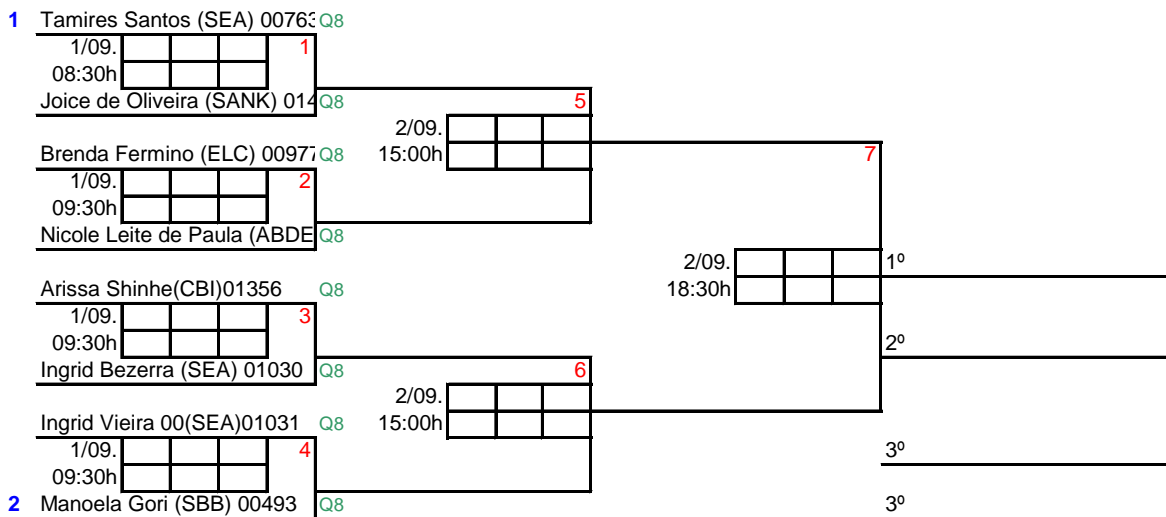 1 Tamires Santos (SEA) 00763 Q8
1/09. 1
08:30h
Joice de Oliveira (SANK) 014 Q8
5
2/09.
15:00h
Brenda Fermino (ELC) 00977 Q8
1/09. 2
09:30h
Nicole Leite de Paula (ABDE Q8
7
2/09. 1º
18:30h
Arissa Shinhe(CBI)01356 Q8
1/09. 3
09:30h
2º
Ingrid Bezerra (SEA) 01030 Q8
6
2/09.
15:00h
Ingrid Vieira 00(SEA)01031 Q8
1/09. 4
09:30h
3º
2 Manoela Gori (SBB) 00493 Q8
3º